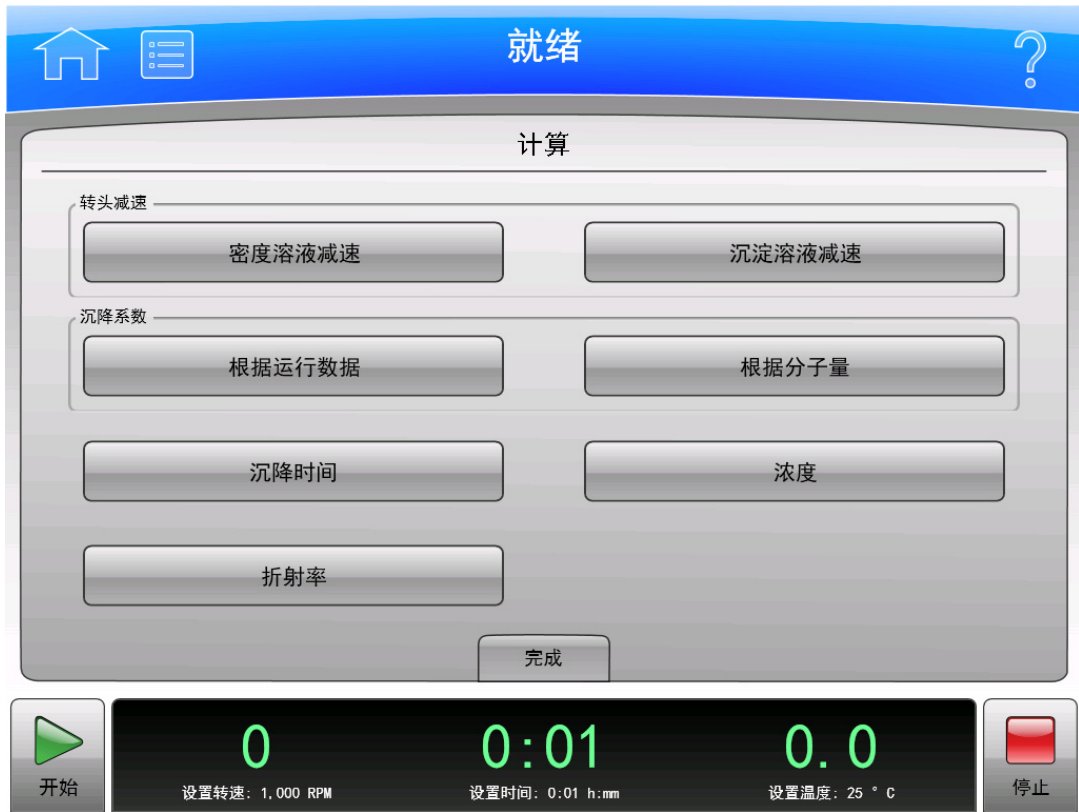 就绪
计算
转头减速
密度溶液减速
沉淀溶液减速
沉降系数
根据运行数据
根据分子量
沉降时间
浓度
折射率
完成
开始
0
0:01
0.0
设置转速: 1,000 RPM
设置时间: 0:01 h:mm
设置温度: 25 ° C
停止